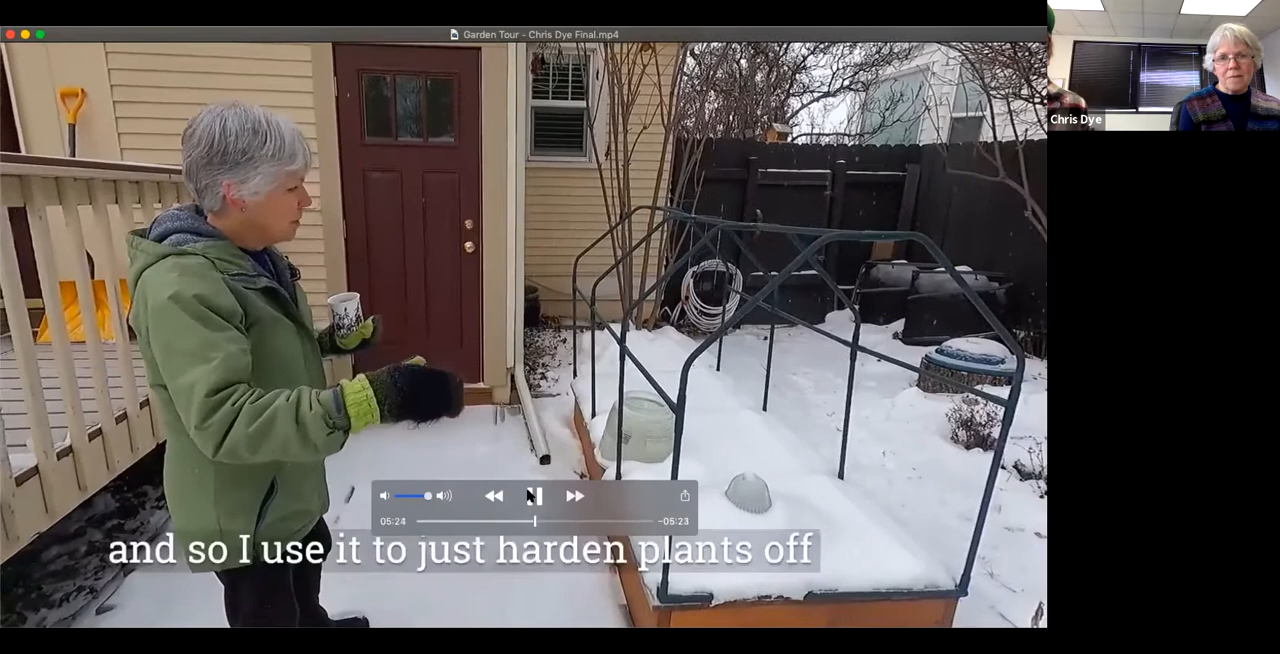 Garden Tour - Chris Dye Final.mp4
Chris Dye
05:24
-05:23
and so I use it to just harden plants off